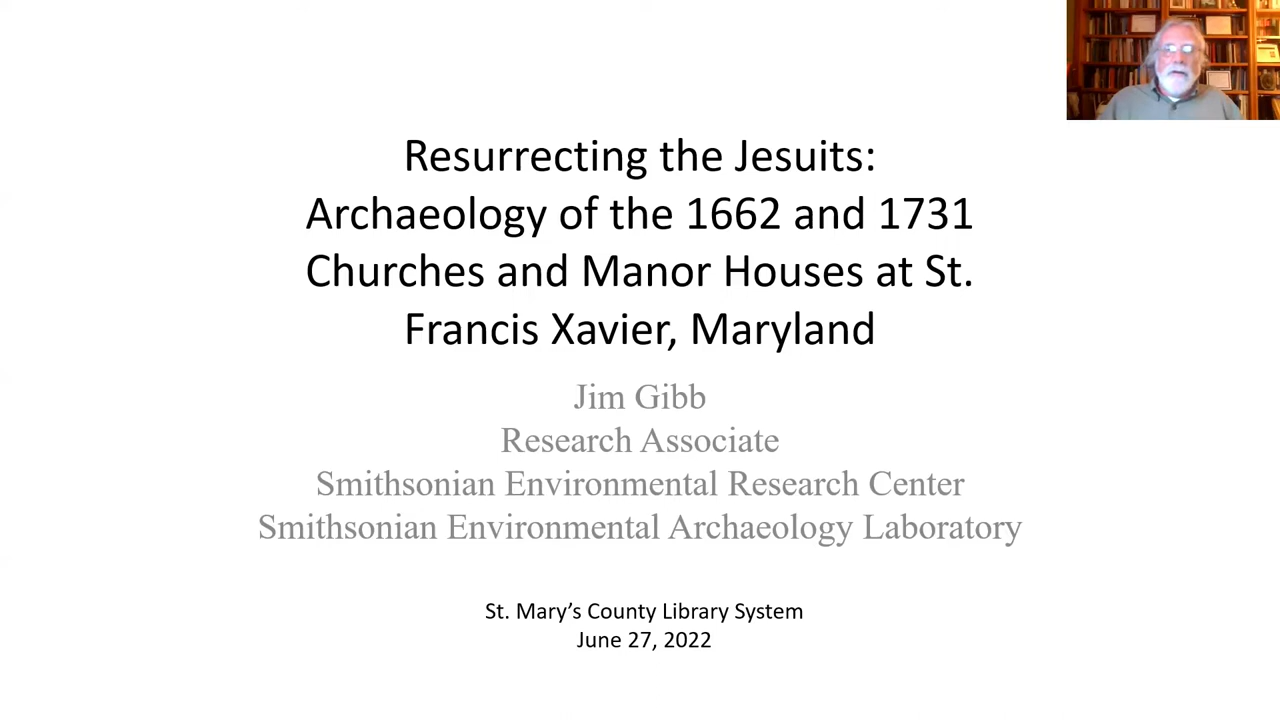 Resurrecting the Jesuits:
Archaeology of the 1662 and 1731
Churches and Manor Houses at St.
Francis Xavier, Maryland
Jim Gibb
Research Associate
Smithsonian Environmental Research Center
Smithsonian Environmental Archaeology Laboratory
St. Mary’s County Library System
June 27, 2022